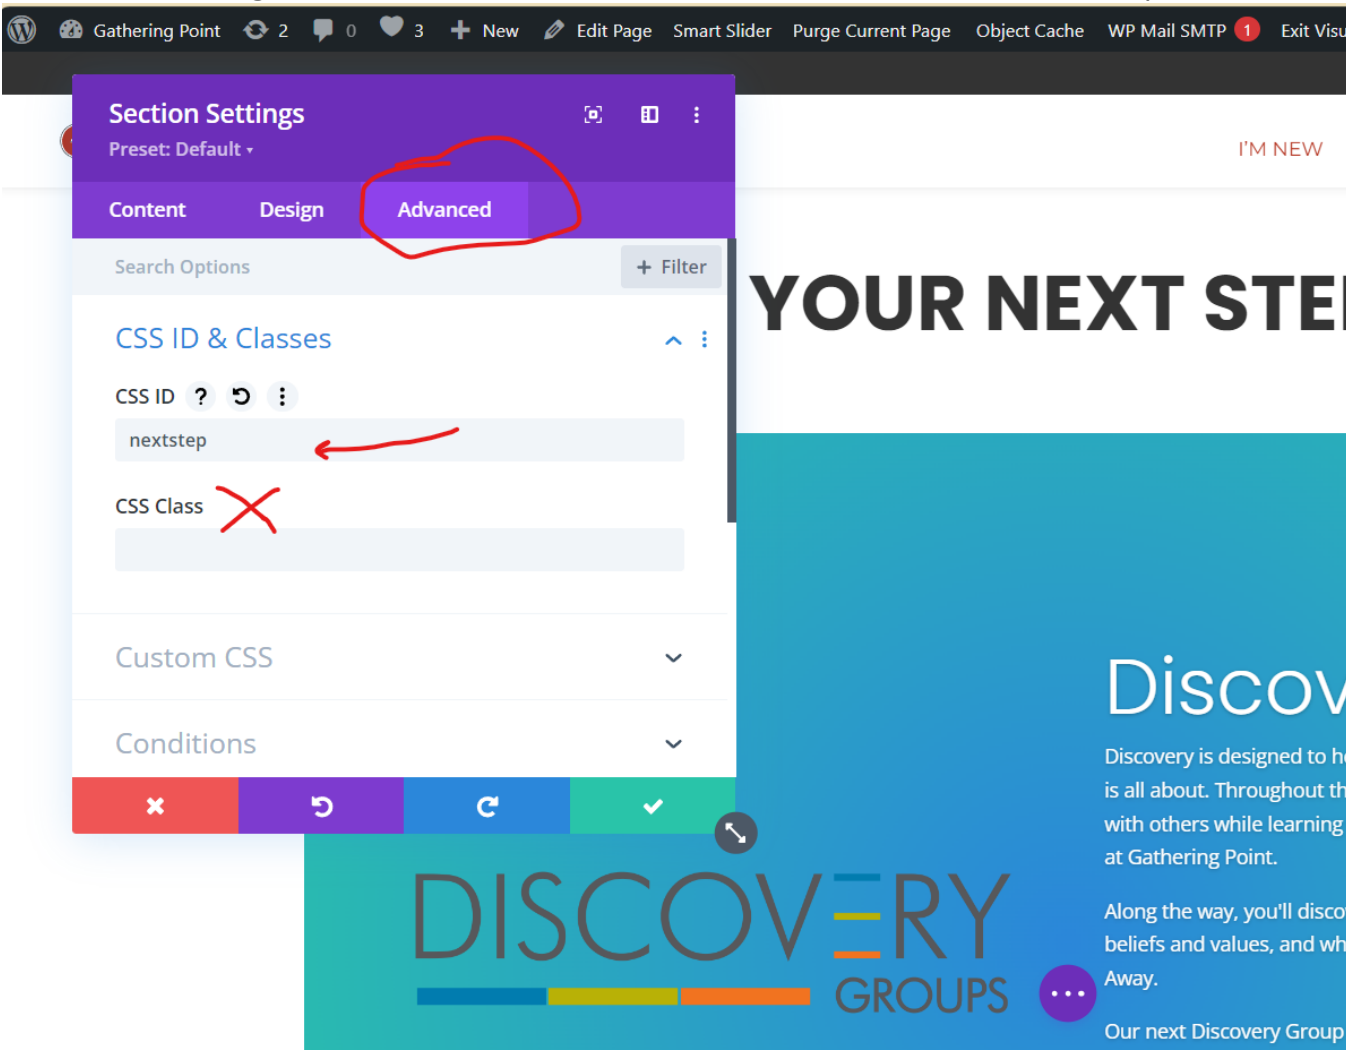 Gathering Point 2 0 3 + New Edit Page Smart Slider Purge Current Page Object Cache WP Mail SMTP 1 Exit Visu
Section Settings
Preset: Default
I'M NEW
Content Design Advanced
Search Options + Filter
YOUR NEXT STE
CSS ID & Classes
CSS ID ?
nextstep
CSS Class
Custom CSS
Conditions
Discov
Discovery is designed to h
is all about. Throughout th
with others while learning
at Gathering Point.
DISCOVERY
GROUPS
Along the way, you'll disco
beliefs and values, and wh
Away.
Our next Discovery Group